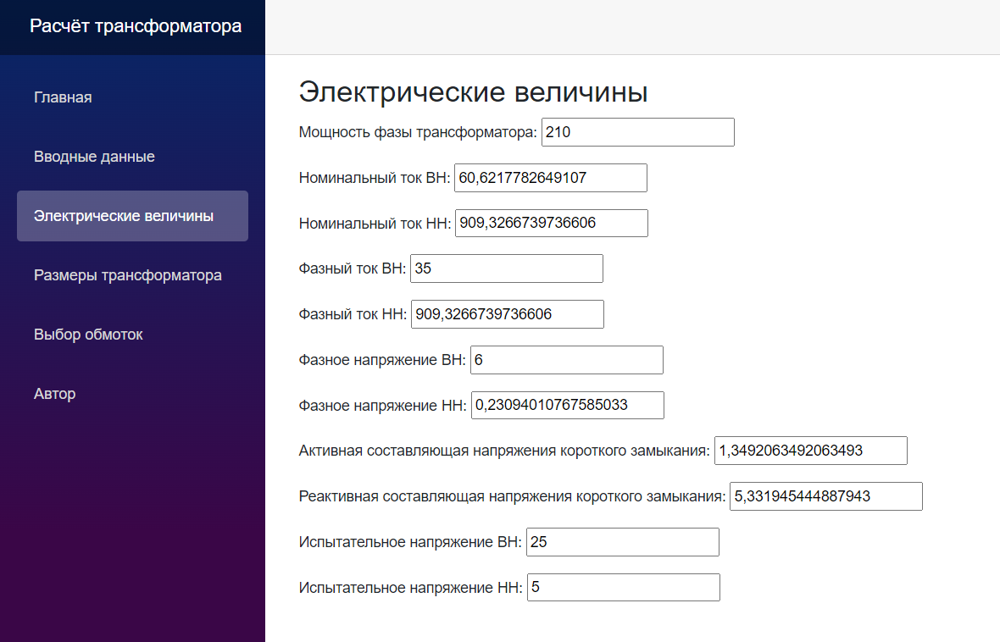 Расчёт трансформатора
Главная
Вводные данные
Электрические величины
Размеры трансформатора
Выбор обмоток
Автор
Электрические величины
Мощность фазы трансформатора: 210
Номинальный ток ВН: 60,6217782649107
Номинальный ток НН: 909,3266739736606
Фазный ток ВН: 35
Фазный ток НН: 909,3266739736606
Фазное напряжение ВН: 6
Фазное напряжение НН: 0,23094010767585033
Активная составляющая напряжения короткого замыкания: 1,3492063492063493
Реактивная составляющая напряжения короткого замыкания: 5,331945444887943
Испытательное напряжение ВН: 25
Испытательное напряжение НН: 5